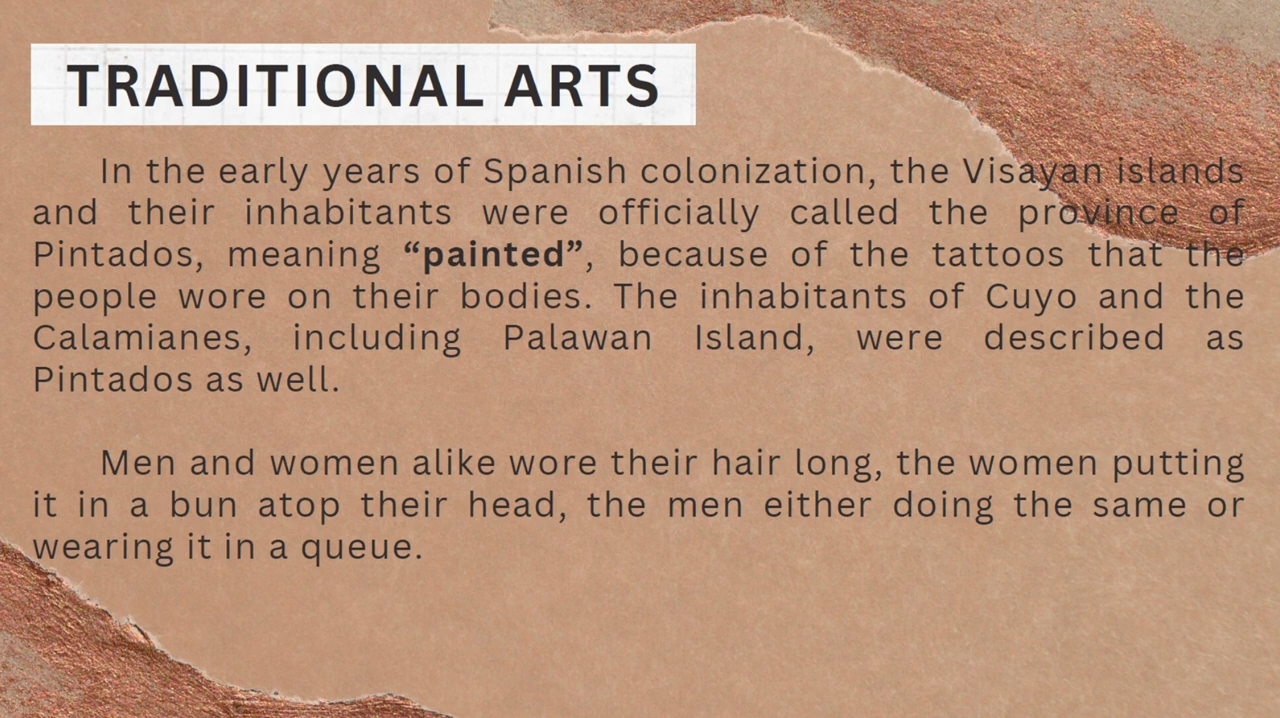 TRADITIONAL ARTS
In the early years of Spanish colonization, the Visayan islands
and their inhabitants were officially called the province of
Pintados, meaning “painted”, because of the tattoos that the
people wore on their bodies. The inhabitants of Cuyo and the
Calamianes, including Palawan Island, were described as
Pintados as well.
Men and women alike wore their hair long, the women putting
it in a bun atop their head, the men either doing the same or
wearing it in a queue.